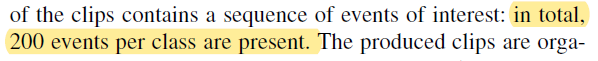 of the clips contains a sequence of events of interest: in total,
200 events per class are present. The produced clips are orga-